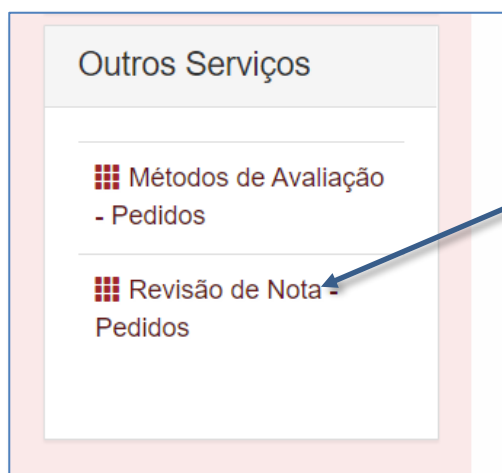 Outros Serviços
Métodos de Avaliação
- Pedidos
Revisão de Nota -
Pedidos